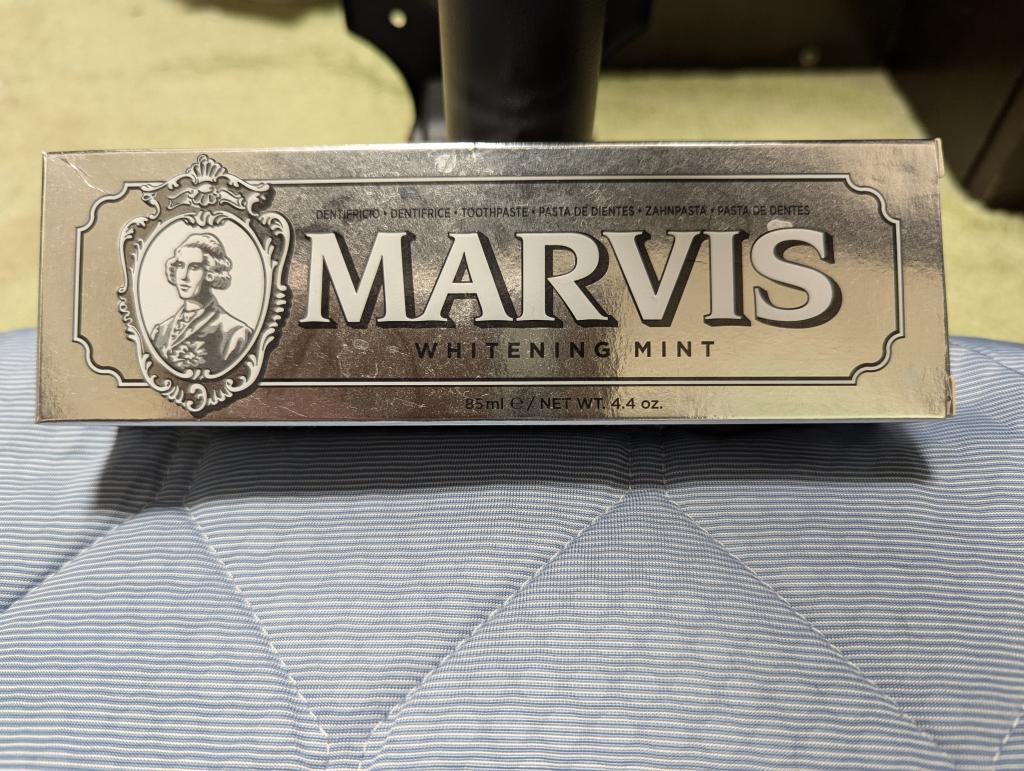 DENTIFRICIO • DENTIFRICE • TOOTHPASTE • PASTA DE DIENTES • ZAHNPASTA • PASTA DE DENTES
MARVIS
WHITENING MINT
85ml ℮ / NET WT. 4.4 oz.